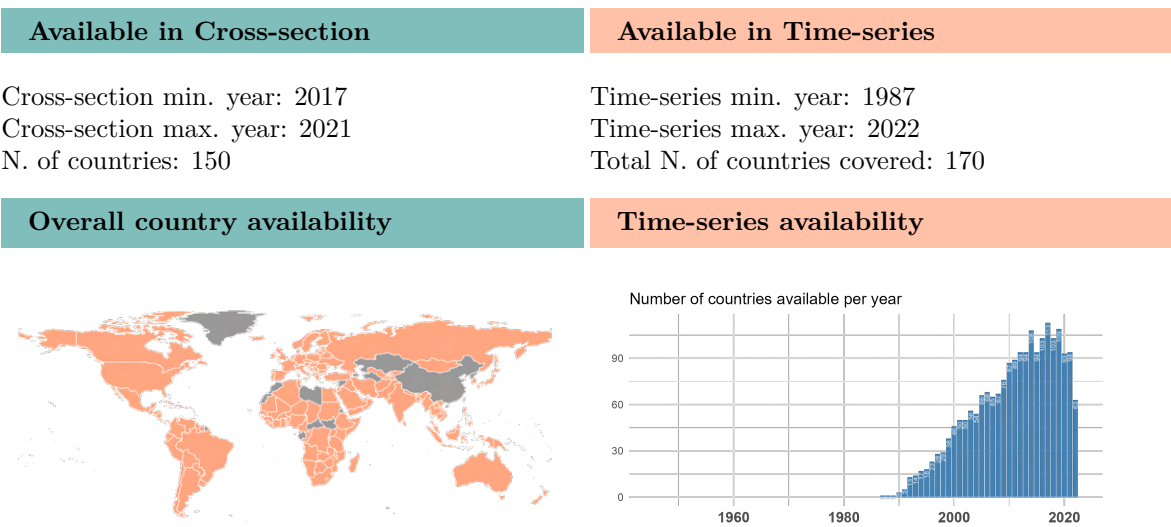 Available in Cross-section
Available in Time-series
Cross-section min. year: 2017
Cross-section max. year: 2021
N. of countries: 150
Time-series min. year: 1987
Time-series max. year: 2022
Total N. of countries covered: 170
Overall country availability
Time-series availability
Number of countries available per year
90
60
30
0
1960
1980
2000
2020